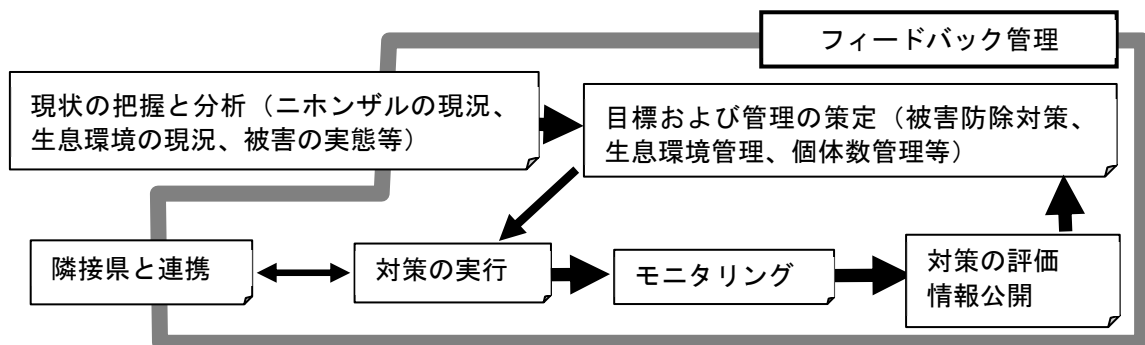 フィードバック管理
現状の把握と分析（ニホンザルの現況、
生息環境の現況、被害の実態等）
目標および管理の策定（被害防除対策、
生息環境管理、個体数管理等）
隣接県と連携
対策の実行
モニタリング
対策の評価
情報公開